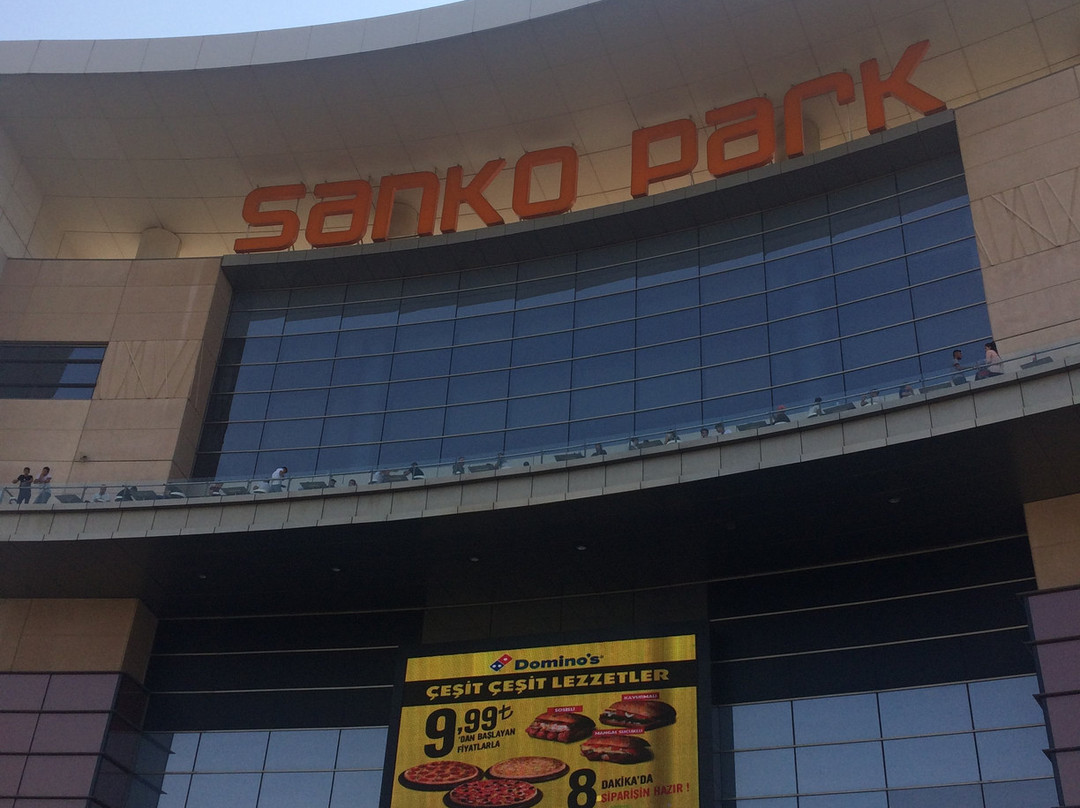 sanko park
Domino's
ÇEŞİT ÇEŞİT LEZZETLER
9,99₺
'DAN BAŞLAYAN
FİYATLARLA
KAVURMALI
8 DAKİKA'DA
SİPARİŞİN HAZIR !